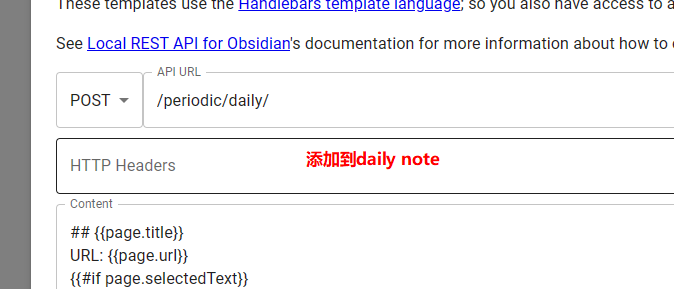 These templates use the Handlebars template language; so you also have access to a
See Local REST API for Obsidian's documentation for more information about how to
API URL
POST /periodic/daily/
HTTP Headers 添加到daily note
Content
## {{page.title}}
URL: {{page.url}}
{{#if page.selectedText}}